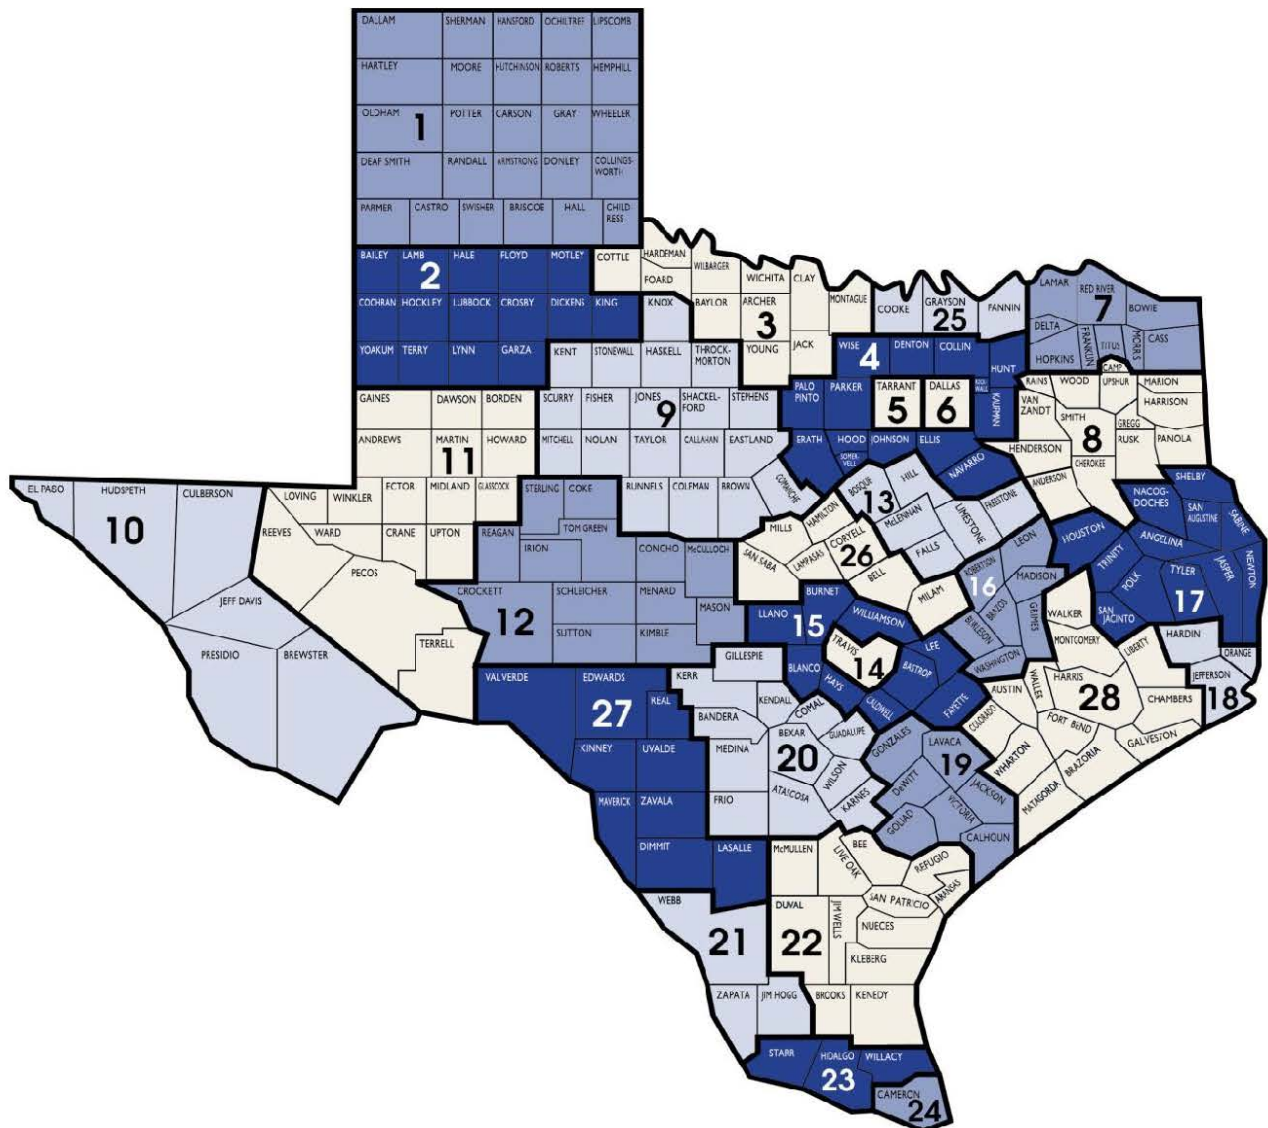 DALLAM SHERMAN HANSFORD OCHILTREE LIPSCOMB
HARTLEY MOORE HUTCHINSON ROBERTS HEMPHILL
OLDHAM 1 POTTER CARSON GRAY WHEELER
DEAF SMITH RANDALL ARMSTRONG DONLEY COLLINGS-
WORTH
PARMER CASTRO SWISHER BRISCOE HALL CHILD
RESS
BAILEY LAMB HALE FLOYD MOTLEY COTTLE HARDEMAN
2 FOARD WILBARGER WICHITA CLAY
COCHRAN HOCKLEY LUBBOCK CROSBY DICKENS KING KNOX BAYLOR ARCHER MONTAGUE
3
YOAKUM TERRY LYNN GARZA KENT STONEWALL HASKELL THROCK-
MORTON YOUNG JACK
COOKE GRAYSON FANNIN
25
LAMAR RED RIVER BOWIE
7
DELTA FRANKLIN TITUS MORRIS CASS
HOPKINS CAMP
WISE 4 DENTON COLLIN HUNT
PALO
PINTO PARKER TARRANT DALLAS KAUFMAN
5 6
ERATH HOOD JOHNSON ELLIS
SOMER-
VELL NAVARRO
RAINS WOOD UPSHUR MARION
VAN
ZANDT SMITH GREGG HARRISON
8 RUSK PANOLA
HENDERSON CHEROKEE
ANDERSON
GAINES DAWSON BORDEN SCURRY FISHER JONES SHACKEL-
FORD STEPHENS
9
ANDREWS MARTIN HOWARD MITCHELL NOLAN TAYLOR CALLAHAN EASTLAND
11
LOVING WINKLER ECTOR MIDLAND GLASSCOCK STERLING COKE RUNNELS COLEMAN BROWN COMANCHE
EL PASO HUDSPETH CULBERSON
10
REEVES WARD CRANE UPTON REAGAN IRION TOM GREEN CONCHO McCULLOCH
PECOS
JEFF DAVIS CROCKETT SCHLEICHER MENARD MASON
12
PRESIDIO BREWSTER TERRELL SUTTON KIMBLE
BOSQUE HILL
13 FREESTONE
McLENNAN LIMESTONE
FALLS
MILLS HAMILTON
CORYELL
SAN SABA LAMPASAS 26
BELL
MILAM
LEON
ROBERTSON 16 MADISON
BRAZOS
BURLESON GRIMES
WASHINGTON
SHELBY
NACOG-
DOCHES SAN
AUGUSTINE SABINE
HOUSTON ANGELINA
TRINITY
POLK TYLER JASPER NEWTON
17
SAN
JACINTO
HARDIN
ORANGE
JEFFERSON
18
LLANO BURNET WILLIAMSON
15
BLANCO TRAVIS LEE
14 BASTROP
HAYS
CALDWELL FAYETTE
WALKER
MONTGOMERY LIBERTY
HARRIS
WALLER 28 CHAMBERS
AUSTIN
COLORADO FORT BEND GALVESTON
WHARTON BRAZORIA
MATAGORDA
GILLESPIE
KERR
KENDALL COMAL
BANDERA
BEXAR GUADALUPE
20
MEDINA WILSON
FRIO ATASCOSA KARNES
VALVERDE EDWARDS
27 REAL
KINNEY UVALDE
MAVERICK ZAVALA
DIMMIT LASALLE
GONZALES LAVACA
19
DEWITT JACKSON
VICTORIA
GOLIAD CALHOUN
McMULLEN LIVE OAK BEE
REFUGIO
ARANSAS
SAN PATRICIO
DUVAL JIM WELLS NUECES
22
KLEBERG
BROOKS KENEDY
WEBB
21
ZAPATA JIM HOGG
STARR HIDALGO WILLACY
23
CAMERON
24